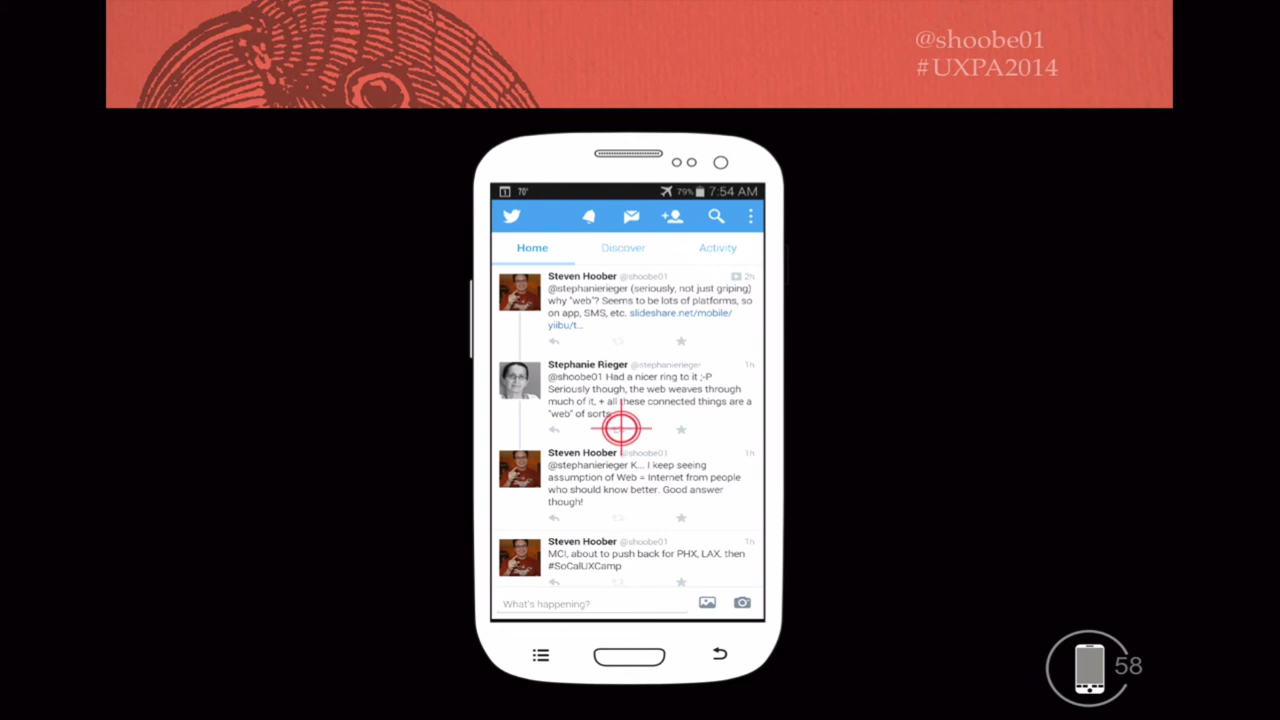 @shoobe01
#UXPA2014
1 70° 79% 7:54 AM
Home Discover Activity
Steven Hoober @shoobe01 2h
@stephanierieger (seriously, not just griping)
why "web"? Seems to be lots of platforms, so
on app, SMS, etc. slideshare.net/mobile/
yiibu/t...
Stephanie Rieger @stephanierieger 1h
@shoobe01 Had a nicer ring to it ;-P
Seriously though, the web weaves through
much of it, + all these connected things are a
"web" of sorts
Steven Hoober @shoobe01 1h
@stephanierieger K... I keep seeing
assumption of Web = Internet from people
who should know better. Good answer
though!
Steven Hoober @shoobe01 1h
MCI, about to push back for PHX, LAX, then
#SoCalUXCamp
What's happening?
58